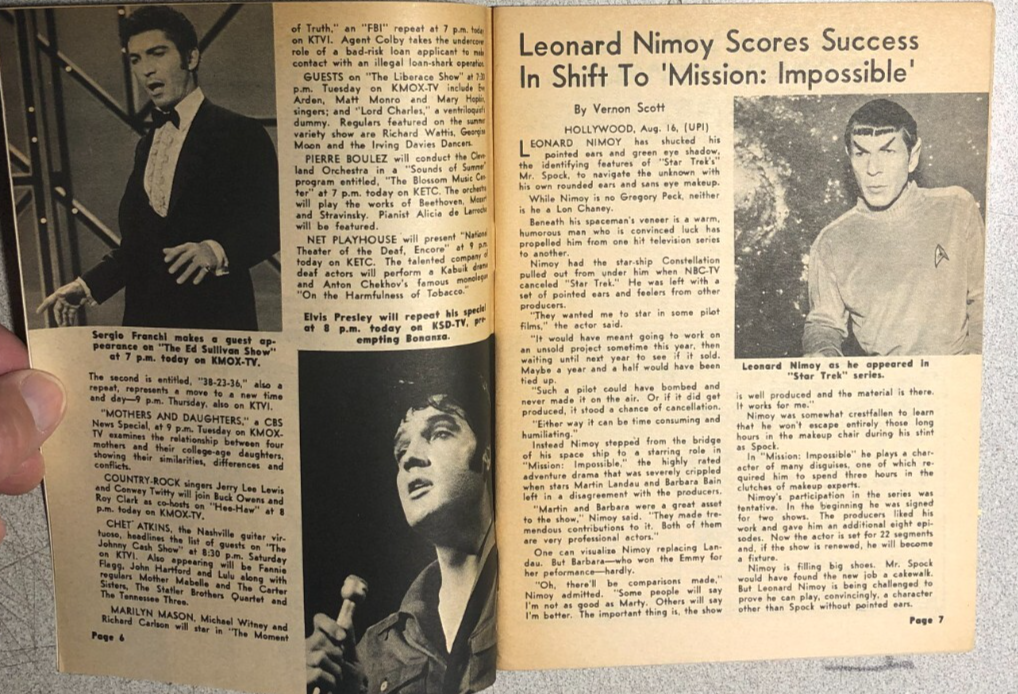 Sergio Franchi makes a guest ap-
pearance on "The Ed Sullivan Show"
at 7 p.m. today on KMOX-TV.
The second is entitled, "38-23-36," also a
repeat, represents a move to a new time
and day—9 p.m. Thursday, also on KTVI.
"MOTHERS AND DAUGHTERS," a CBS
News Special, at 9 p.m. Tuesday on KMOX-
TV examines the relationship between four
mothers and their college-age daughters,
showing their similarities, differences and
conflicts.
COUNTRY-ROCK singers Jerry Lee Lewis
and Conway Twitty will join Buck Owens and
Roy Clark as co-hosts on "Hee-Haw" at 8
p.m. today on KMOX-TV.
CHET ATKINS, the Nashville guitar vir-
tuoso, headlines the list of guests on "The
Johnny Cash Show" at 8:30 p.m. Saturday
on KTVI. Also appearing will be Fannie
Flagg, John Hartford and Lulu along with
regulars Mother Mabelle and The Carter
Sisters, The Statler Brothers Quartet and
The Tennessee Three.
MARILYN MASON, Michael Witney and
Richard Carlson will star in "The Moment
Page 6
of Truth," an "FBI" repeat at 7 p.m. today
on KTVI. Agent Colby takes the undercover
role of a bad-risk loan applicant to make
contact with an illegal loan-shark operation.
GUESTS on "The Liberace Show" at 7:30
p.m. Tuesday on KMOX-TV include Eve
Arden, Matt Monro and Mary Hopkin,
singers; and "Lord Charles," a ventriloquist's
dummy. Regulars featured on the summer
variety show are Richard Wattis, Georgina
Moon and the Irving Davies Dancers.
PIERRE BOULEZ will conduct the Cleve-
land Orchestra in a "Sounds of Summer"
program entitled, "The Blossom Music Cen-
ter" at 7 p.m. today on KETC. The orchestra
will play the works of Beethoven, Mozart
and Stravinsky. Pianist Alicia de Larrocha
will be featured.
NET PLAYHOUSE will present "National
Theater of the Deaf, Encore" at 9 p.m.
today on KETC. The talented company of
deaf actors will perform a Kabuik drama
and Anton Chekhov's famous monologue
"On the Harmfulness of Tobacco."
Elvis Presley will repeat his special
at 8 p.m. today on KSD-TV, pre-
empting Bonanza.
Leonard Nimoy Scores Success
In Shift To 'Mission: Impossible'
By Vernon Scott
HOLLYWOOD, Aug. 16, (UPI)
LEONARD NIMOY has shucked his
pointed ears and green eye shadow,
the identifying features of "Star Trek's"
Mr. Spock, to navigate the unknown with
his own rounded ears and sans eye makeup.
While Nimoy is no Gregory Peck, neither
is he a Lon Chaney.
Beneath his spaceman's veneer is a warm,
humorous man who is convinced luck has
propelled him from one hit television series
to another.
Nimoy had the star-ship Constellation
pulled out from under him when NBC-TV
canceled "Star Trek." He was left with a
set of pointed ears and feelers from other
producers.
"They wanted me to star in some pilot
films," the actor said.
"It would have meant going to work on
an unsold project sometime this year, then
waiting until next year to see if it sold.
Maybe a year and a half would have been
tied up.
"Such a pilot could have bombed and
never made it on the air. Or if it did get
produced, it stood a chance of cancellation.
"Either way it can be time consuming and
humiliating."
Instead Nimoy stepped from the bridge
of his space ship to a starring role in
"Mission: Impossible," the highly rated
adventure drama that was severely crippled
when stars Martin Landau and Barbara Bain
left in a disagreement with the producers.
"Martin and Barbara were a great asset
to the show," Nimoy said. "They made tre-
mendous contributions to it. Both of them
are very professional actors."
One can visualize Nimoy replacing Lan-
dau. But Barbara—who won the Emmy for
her peformance—hardly.
"Oh, there'll be comparisons made,"
Nimoy admitted. "Some people will say
I'm not as good as Marty. Others will say
I'm better. The important thing is, the show
Leonard Nimoy as he appeared in
"Star Trek" series.
is well produced and the material is there.
It works for me."
Nimoy was somewhat crestfallen to learn
that he won't escape entirely those long
hours in the makeup chair during his stint
as Spock.
In "Mission: Impossible" he plays a char-
acter of many disguises, one of which re-
quired him to spend three hours in the
clutches of makeup experts.
Nimoy's participation in the series was
tentative. In the beginning he was signed
for two shows. The producers liked his
work and gave him an additional eight epi-
sodes. Now the actor is set for 22 segments
and, if the show is renewed, he will become
a fixture.
Nimoy is filling big shoes. Mr. Spock
would have found the new job a cakewalk.
But Leonard Nimoy is being challenged to
prove he can play, convincingly, a character
other than Spock without pointed ears.
Page 7